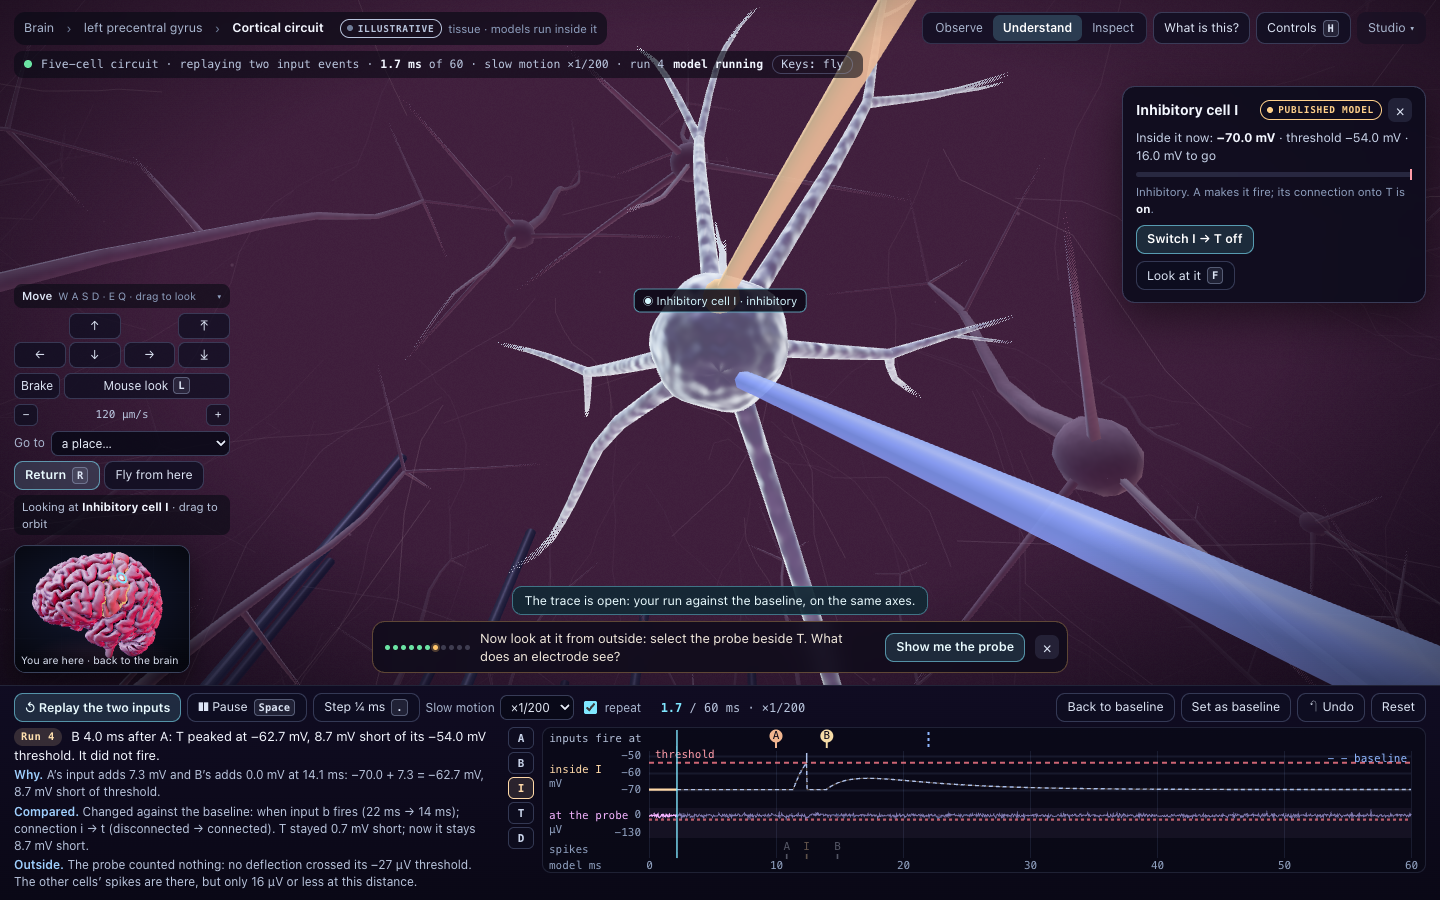 Brain › left precentral gyrus › Cortical circuit ILLUSTRATIVE tissue · models run inside it
Observe Understand Inspect What is this? Controls H Studio
Five-cell circuit · replaying two input events · 1.7 ms of 60 · slow motion ×1/200 · run 4 model running Keys: fly
Inhibitory cell I PUBLISHED MODEL ×
Inside it now: −70.0 mV · threshold −54.0 mV ·
16.0 mV to go
Inhibitory. A makes it fire; its connection onto T is
on.
Switch I → T off
Look at it F
Inhibitory cell I · inhibitory
Move W A S D · E Q · drag to look
↑ ⤒
← ↓ → ⤓
Brake Mouse look L
− 120 µm/s +
Go to a place...
Return R Fly from here
Looking at Inhibitory cell I · drag to
orbit
You are here · back to the brain
The trace is open: your run against the baseline, on the same axes.
Now look at it from outside: select the probe beside T. What
does an electrode see?
Show me the probe ×
Replay the two inputs Pause Space Step ¼ ms . Slow motion ×1/200 repeat 1.7 / 60 ms · ×1/200
Back to baseline Set as baseline Undo Reset
Run 4 B 4.0 ms after A: T peaked at −62.7 mV, 8.7 mV short of its −54.0 mV
threshold. It did not fire.
Why. A's input adds 7.3 mV and B's adds 0.0 mV at 14.1 ms: −70.0 + 7.3 = −62.7 mV,
8.7 mV short of threshold.
Compared. Changed against the baseline: when input b fires (22 ms → 14 ms);
connection i → t (disconnected → connected). T stayed 0.7 mV short; now it stays
8.7 mV short.
Outside. The probe counted nothing: no deflection crossed its −27 µV threshold.
The other cells' spikes are there, but only 16 µV or less at this distance.
A
B
I
T
D
inputs fire at A B
−50 threshold – – baseline
inside I −60
mV
−70
at the probe 0
µV −130
spikes A I B
model ms 0 10 20 30 40 50 60